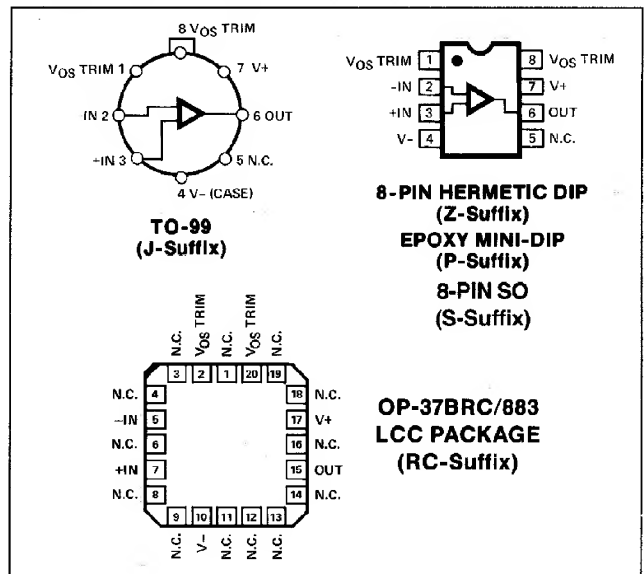 8 VOS TRIM
VOS TRIM 1
7 V+
-IN 2
6 OUT
+IN 3
5 N.C.
4 V- (CASE)
TO-99
(J-Suffix)
VOS TRIM 1
8 VOS TRIM
-IN 2
7 V+
+IN 3
6 OUT
V- 4
5 N.C.
8-PIN HERMETIC DIP
(Z-Suffix)
EPOXY MINI-DIP
(P-Suffix)
8-PIN SO
(S-Suffix)
N.C. VOS TRIM N.C. VOS TRIM N.C.
3 2 1 20 19
N.C. 4
18 N.C.
-IN 5
17 V+
N.C. 6
16 N.C.
+IN 7
15 OUT
N.C. 8
14 N.C.
9 10 11 12 13
N.C. V- N.C. N.C. N.C.
OP-37BRC/883
LCC PACKAGE
(RC-Suffix)